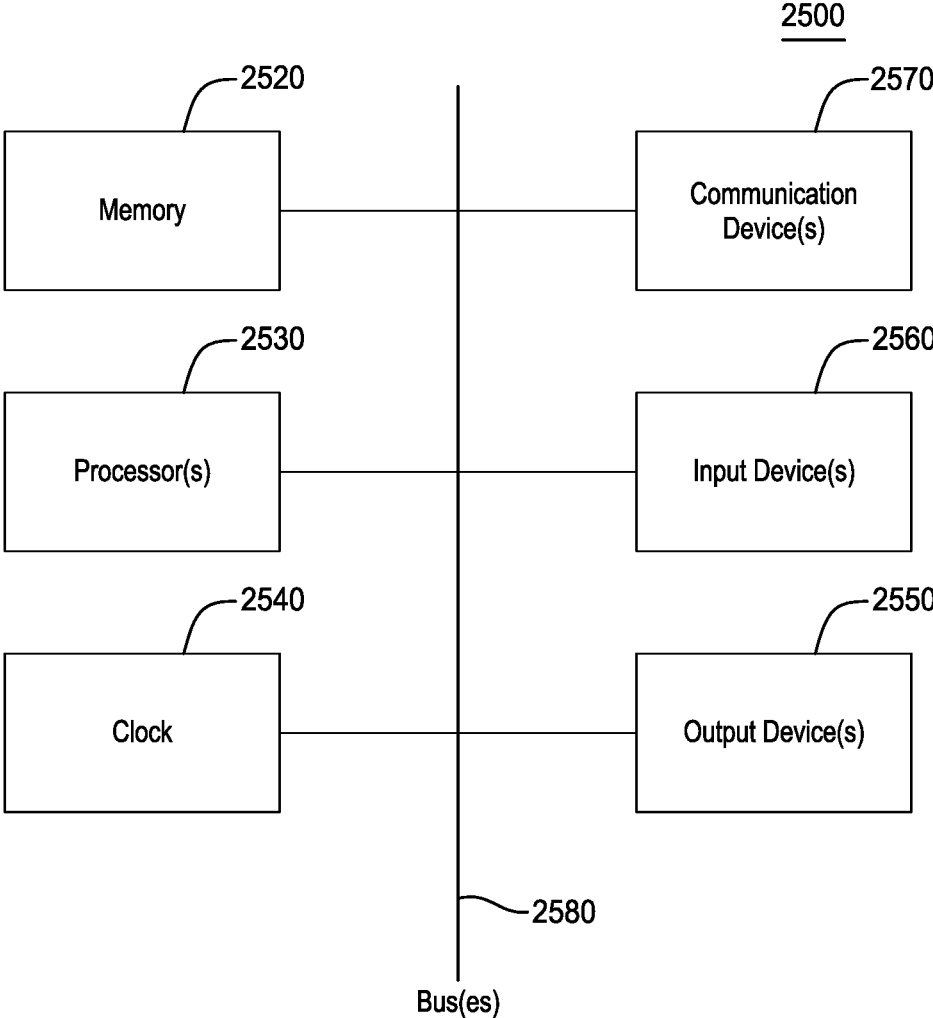 2500
2520
2570
Memory
Communication
Device(s)
2530
2560
Processor(s)
Input Device(s)
2540
2550
Clock
Output Device(s)
2580
Bus(es)